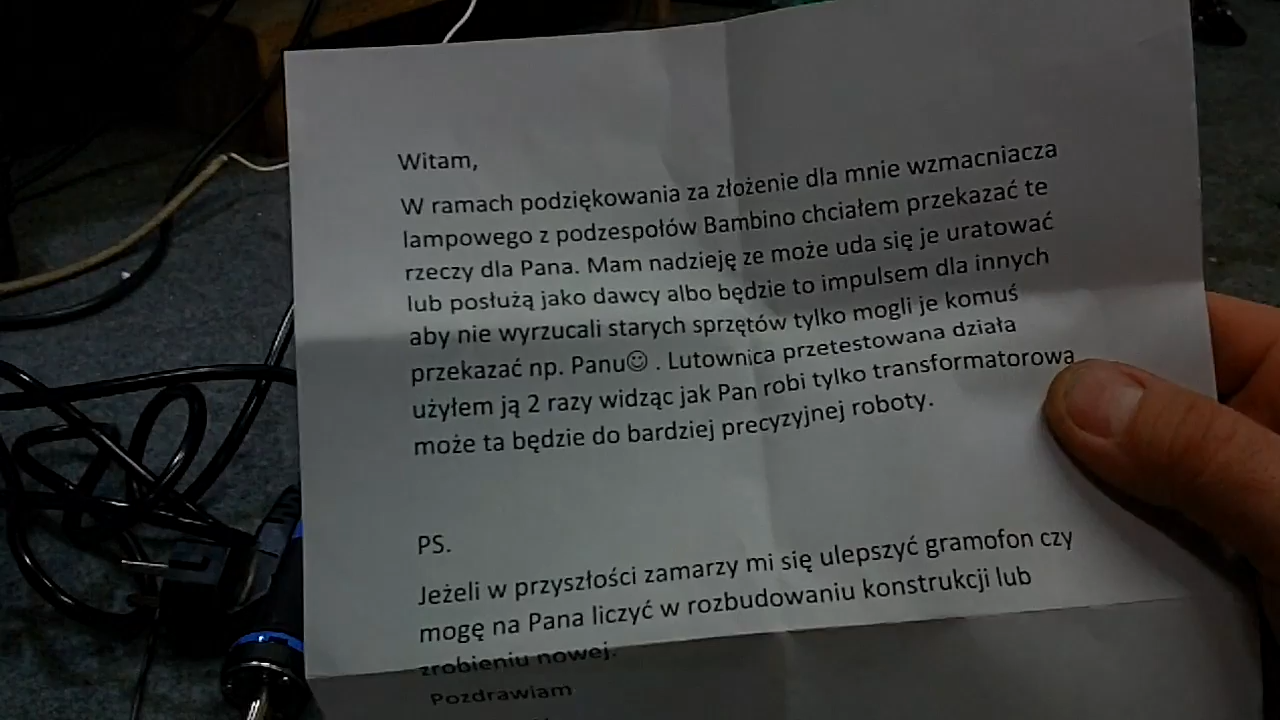 Witam,
W ramach podziękowania za złożenie dla mnie wzmacniacza
lampowego z podzespołów Bambino chciałem przekazać te
rzeczy dla Pana. Mam nadzieję ze może uda się je uratować
lub posłużą jako dawcy albo będzie to impulsem dla innych
aby nie wyrzucali starych sprzętów tylko mogli je komuś
przekazać np. Panu☺ . Lutownica przetestowana działa
użyłem ją 2 razy widząc jak Pan robi tylko transformatorową
może ta będzie do bardziej precyzyjnej roboty.
PS.
Jeżeli w przyszłości zamarzy mi się ulepszyć gramofon czy
mogę na Pana liczyć w rozbudowaniu konstrukcji lub
zrobieniu nowej.
Pozdrawiam